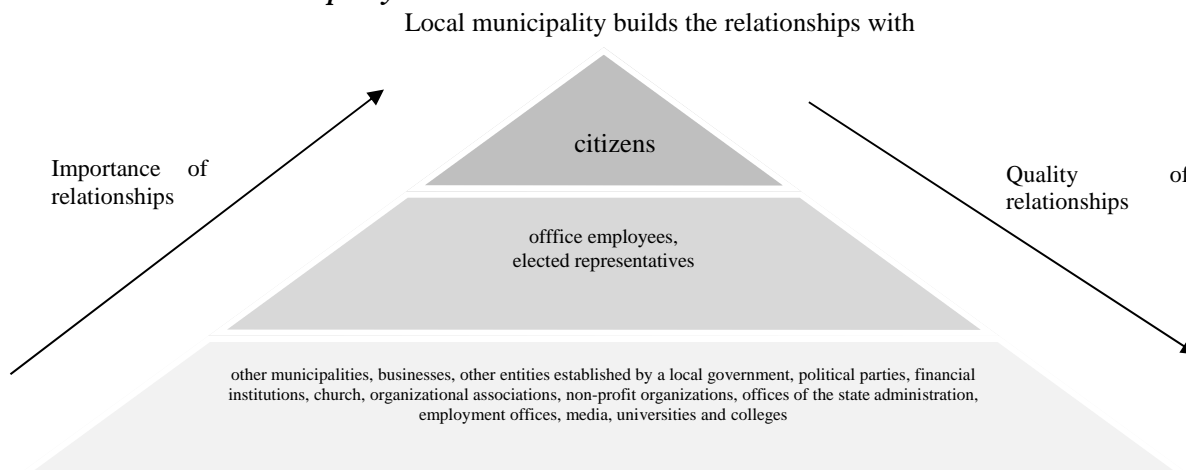 Local municipality builds the relationships with
citizens
Importance of
relationships
Quality of
relationships
offfice employees,
elected representatives
other municipalities, businesses, other entities established by a local government, political parties, financial
institutions, church, organizational associations, non-profit organizations, offices of the state administration,
employment offices, media, universities and colleges